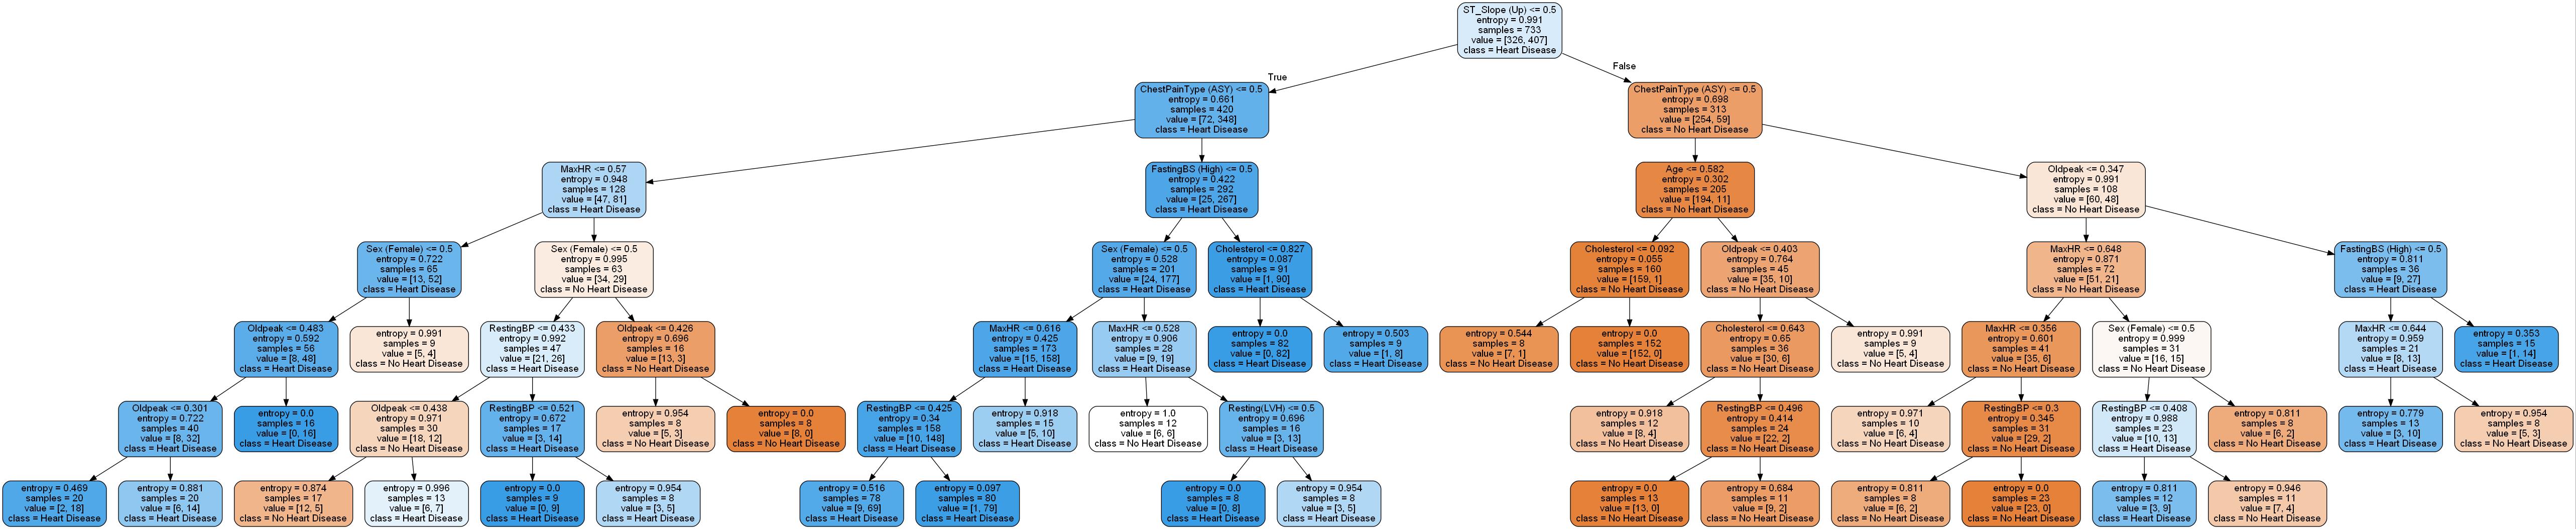 ST_Slope (Up) <= 0.5
entropy = 0.991
samples = 733
value = [326, 407]
class = Heart Disease
True
False
ChestPainType (ASY) <= 0.5
entropy = 0.661
samples = 420
value = [72, 348]
class = Heart Disease
ChestPainType (ASY) <= 0.5
entropy = 0.698
samples = 313
value = [254, 59]
class = No Heart Disease
MaxHR <= 0.57
entropy = 0.948
samples = 128
value = [47, 81]
class = Heart Disease
FastingBS (High) <= 0.5
entropy = 0.422
samples = 292
value = [25, 267]
class = Heart Disease
Age <= 0.582
entropy = 0.302
samples = 205
value = [194, 11]
class = No Heart Disease
Oldpeak <= 0.347
entropy = 0.991
samples = 108
value = [60, 48]
class = No Heart Disease
Sex (Female) <= 0.5
entropy = 0.722
samples = 65
value = [13, 52]
class = Heart Disease
Sex (Female) <= 0.5
entropy = 0.995
samples = 63
value = [34, 29]
class = No Heart Disease
Sex (Female) <= 0.5
entropy = 0.528
samples = 201
value = [24, 177]
class = Heart Disease
Cholesterol <= 0.827
entropy = 0.087
samples = 91
value = [1, 90]
class = Heart Disease
Cholesterol <= 0.092
entropy = 0.055
samples = 160
value = [159, 1]
class = No Heart Disease
Oldpeak <= 0.403
entropy = 0.764
samples = 45
value = [35, 10]
class = No Heart Disease
MaxHR <= 0.648
entropy = 0.871
samples = 72
value = [51, 21]
class = No Heart Disease
FastingBS (High) <= 0.5
entropy = 0.811
samples = 36
value = [9, 27]
class = Heart Disease
Oldpeak <= 0.483
entropy = 0.592
samples = 56
value = [8, 48]
class = Heart Disease
entropy = 0.991
samples = 9
value = [5, 4]
class = No Heart Disease
RestingBP <= 0.433
entropy = 0.992
samples = 47
value = [21, 26]
class = Heart Disease
Oldpeak <= 0.426
entropy = 0.696
samples = 16
value = [13, 3]
class = No Heart Disease
MaxHR <= 0.616
entropy = 0.425
samples = 173
value = [15, 158]
class = Heart Disease
MaxHR <= 0.528
entropy = 0.906
samples = 28
value = [9, 19]
class = Heart Disease
entropy = 0.0
samples = 82
value = [0, 82]
class = Heart Disease
entropy = 0.503
samples = 9
value = [1, 8]
class = Heart Disease
entropy = 0.544
samples = 8
value = [7, 1]
class = No Heart Disease
entropy = 0.0
samples = 152
value = [152, 0]
class = No Heart Disease
Cholesterol <= 0.643
entropy = 0.65
samples = 36
value = [30, 6]
class = No Heart Disease
entropy = 0.991
samples = 9
value = [5, 4]
class = No Heart Disease
MaxHR <= 0.356
entropy = 0.601
samples = 41
value = [35, 6]
class = No Heart Disease
Sex (Female) <= 0.5
entropy = 0.999
samples = 31
value = [16, 15]
class = No Heart Disease
MaxHR <= 0.644
entropy = 0.959
samples = 21
value = [8, 13]
class = Heart Disease
entropy = 0.353
samples = 15
value = [1, 14]
class = Heart Disease
Oldpeak <= 0.301
entropy = 0.722
samples = 40
value = [8, 32]
class = Heart Disease
entropy = 0.0
samples = 16
value = [0, 16]
class = Heart Disease
Oldpeak <= 0.438
entropy = 0.971
samples = 30
value = [18, 12]
class = No Heart Disease
RestingBP <= 0.521
entropy = 0.672
samples = 17
value = [3, 14]
class = Heart Disease
entropy = 0.954
samples = 8
value = [5, 3]
class = No Heart Disease
entropy = 0.0
samples = 8
value = [8, 0]
class = No Heart Disease
RestingBP <= 0.425
entropy = 0.34
samples = 158
value = [10, 148]
class = Heart Disease
entropy = 0.918
samples = 15
value = [5, 10]
class = Heart Disease
entropy = 1.0
samples = 12
value = [6, 6]
class = No Heart Disease
Resting(LVH) <= 0.5
entropy = 0.696
samples = 16
value = [3, 13]
class = Heart Disease
entropy = 0.918
samples = 12
value = [8, 4]
class = No Heart Disease
RestingBP <= 0.496
entropy = 0.414
samples = 24
value = [22, 2]
class = No Heart Disease
entropy = 0.971
samples = 10
value = [6, 4]
class = No Heart Disease
RestingBP <= 0.3
entropy = 0.345
samples = 31
value = [29, 2]
class = No Heart Disease
RestingBP <= 0.408
entropy = 0.988
samples = 23
value = [10, 13]
class = Heart Disease
entropy = 0.811
samples = 8
value = [6, 2]
class = No Heart Disease
entropy = 0.779
samples = 13
value = [3, 10]
class = Heart Disease
entropy = 0.954
samples = 8
value = [5, 3]
class = No Heart Disease
entropy = 0.469
samples = 20
value = [2, 18]
class = Heart Disease
entropy = 0.881
samples = 20
value = [6, 14]
class = Heart Disease
entropy = 0.874
samples = 17
value = [12, 5]
class = No Heart Disease
entropy = 0.996
samples = 13
value = [6, 7]
class = Heart Disease
entropy = 0.0
samples = 9
value = [0, 9]
class = Heart Disease
entropy = 0.954
samples = 8
value = [3, 5]
class = Heart Disease
entropy = 0.516
samples = 78
value = [9, 69]
class = Heart Disease
entropy = 0.097
samples = 80
value = [1, 79]
class = Heart Disease
entropy = 0.0
samples = 8
value = [0, 8]
class = Heart Disease
entropy = 0.954
samples = 8
value = [3, 5]
class = Heart Disease
entropy = 0.0
samples = 13
value = [13, 0]
class = No Heart Disease
entropy = 0.684
samples = 11
value = [9, 2]
class = No Heart Disease
entropy = 0.811
samples = 8
value = [6, 2]
class = No Heart Disease
entropy = 0.0
samples = 23
value = [23, 0]
class = No Heart Disease
entropy = 0.811
samples = 12
value = [3, 9]
class = Heart Disease
entropy = 0.946
samples = 11
value = [7, 4]
class = No Heart Disease